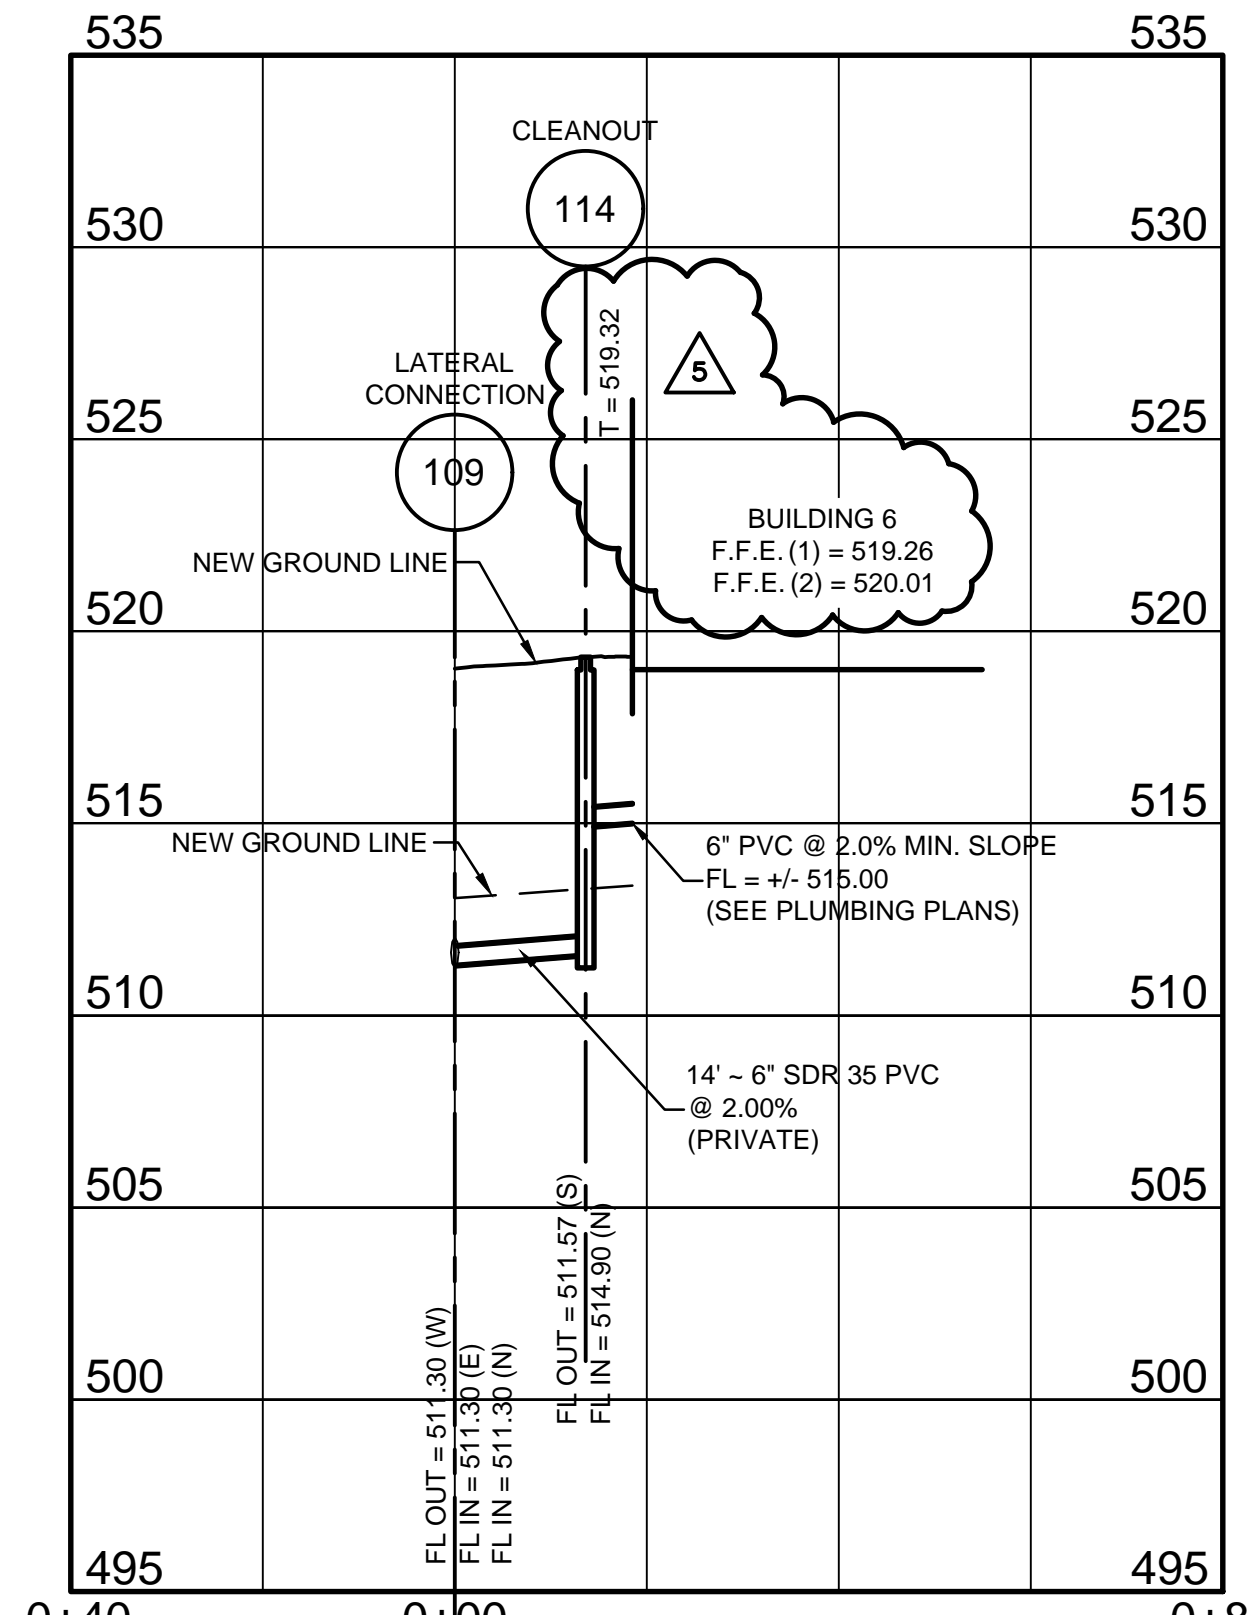 535
535
CLEANOUT
114
530
530
T = 519.32
5
LATERAL
CONNECTION
525
525
109
BUILDING 6
F.F.E. (1) = 519.26
F.F.E. (2) = 520.01
NEW GROUND LINE
520
520
515
515
NEW GROUND LINE
6" PVC @ 2.0% MIN. SLOPE
FL = +/- 515.00
(SEE PLUMBING PLANS)
510
510
14' ~ 6" SDR 35 PVC
@ 2.00%
(PRIVATE)
505
505
FL OUT = 511.57 (S)
FL IN = 514.90 (N)
500
500
FL OUT = 511.30 (W)
FL IN = 511.30 (E)
FL IN = 511.30 (N)
495
495
0+40
0+00
0+8